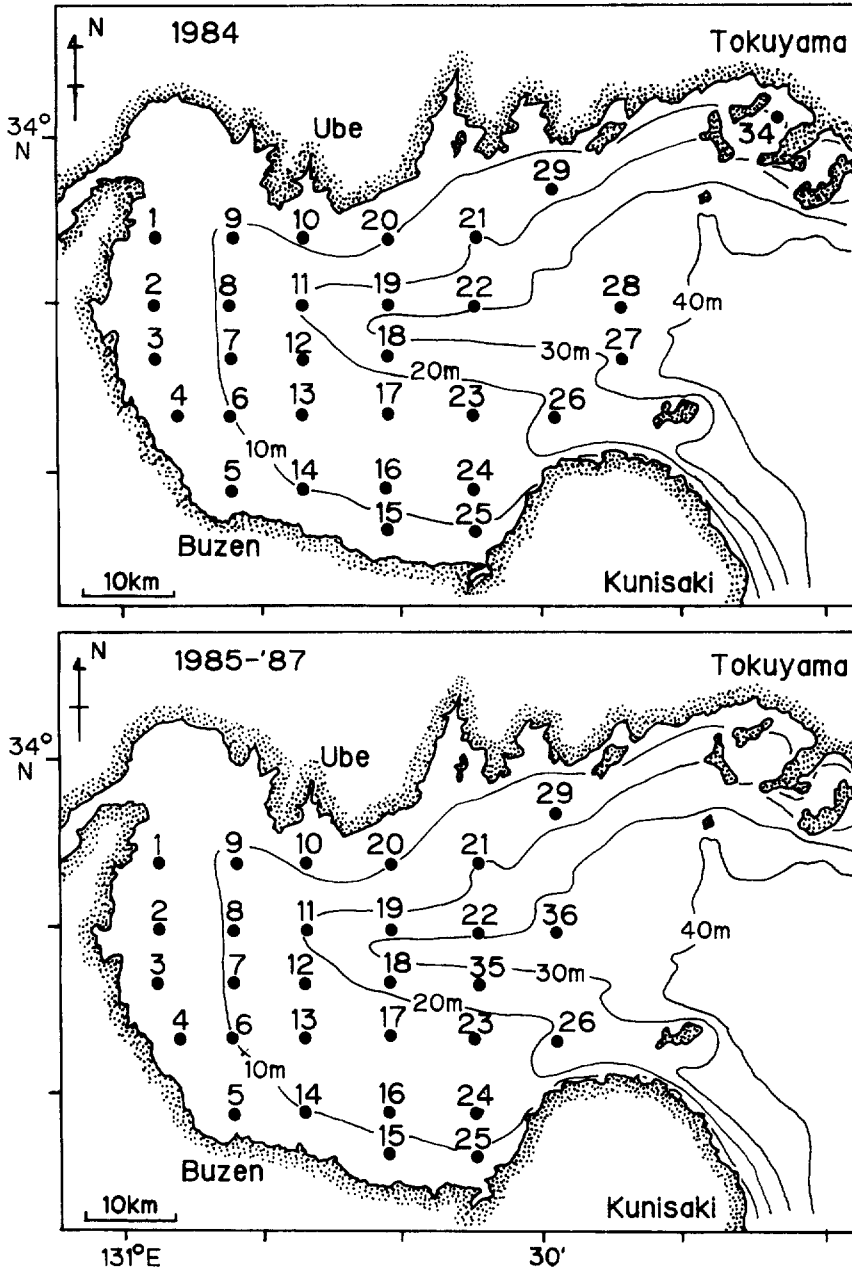 N
1984
Tokuyama
Ube
34°
N
34
29
1 9 10 20 21
2 8 11 19 22 28
40m
3 7 12 18 30m 27
20m
4 6 13 17 23 26
10m
5 14 16 24
15 25
Buzen
10km
Kunisaki
N
1985-'87
Tokuyama
Ube
34°
N
29
1 9 10 20 21
2 8 11 19 22 36
40m
3 7 12 18 35 30m
20m
4 6 13 17 23 26
10m
5 14 16 24
15 25
Buzen
10km
Kunisaki
131°E 30'